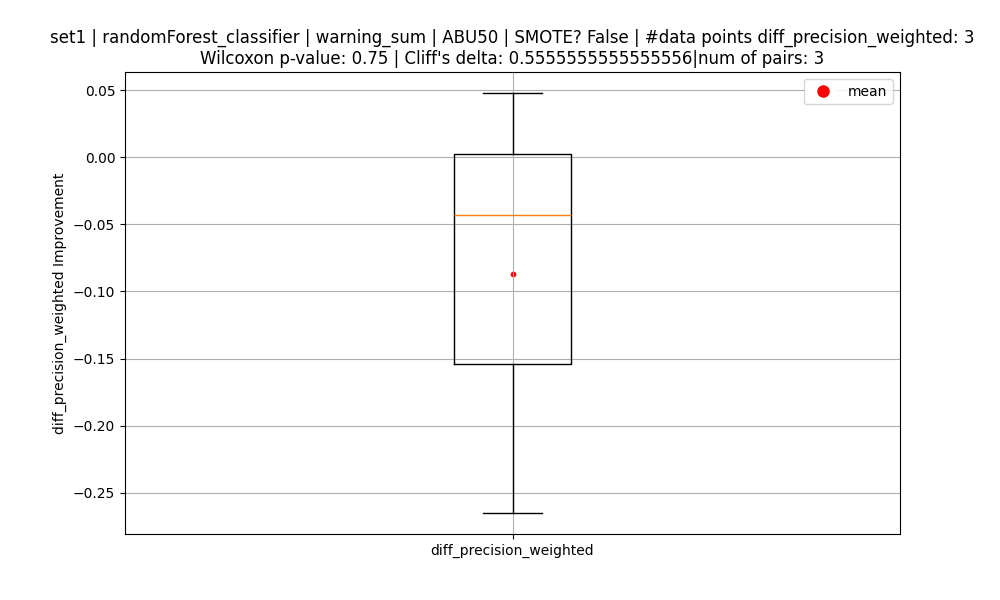 set1 | randomForest_classifier | warning_sum | ABU50 | SMOTE? False | #data points diff_precision_weighted: 3
Wilcoxon p-value: 0.75 | Cliff's delta: 0.5555555555555556|num of pairs: 3
mean
0.05
0.00
−0.05
−0.10
−0.15
−0.20
−0.25
diff_precision_weighted Improvement
diff_precision_weighted